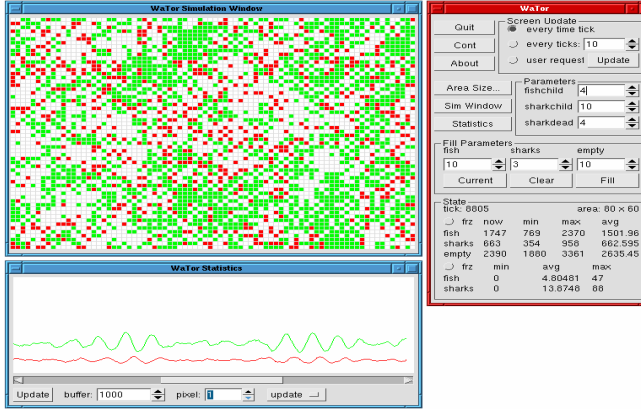 WaTor Simulation Window
WaTor
Quit
Cont
About
Screen Update
every time tick
every ticks: 10
user request Update
Area Size...
Sim Window
Statistics
Parameters
fishchild 4
sharkchild 10
sharkdead 4
Fill Parameters
fish sharks empty
10 3 10
Current Clear Fill
State
tick: 8805 area: 80 x 60
frz now min max avg
fish 1747 769 2370 1501.96
sharks 663 354 958 662.595
empty 2390 1880 3361 2635.45
frz min avg max
fish 0 4.80481 47
sharks 0 13.8748 88
WaTor Statistics
Update buffer: 1000 pixel: 1 update